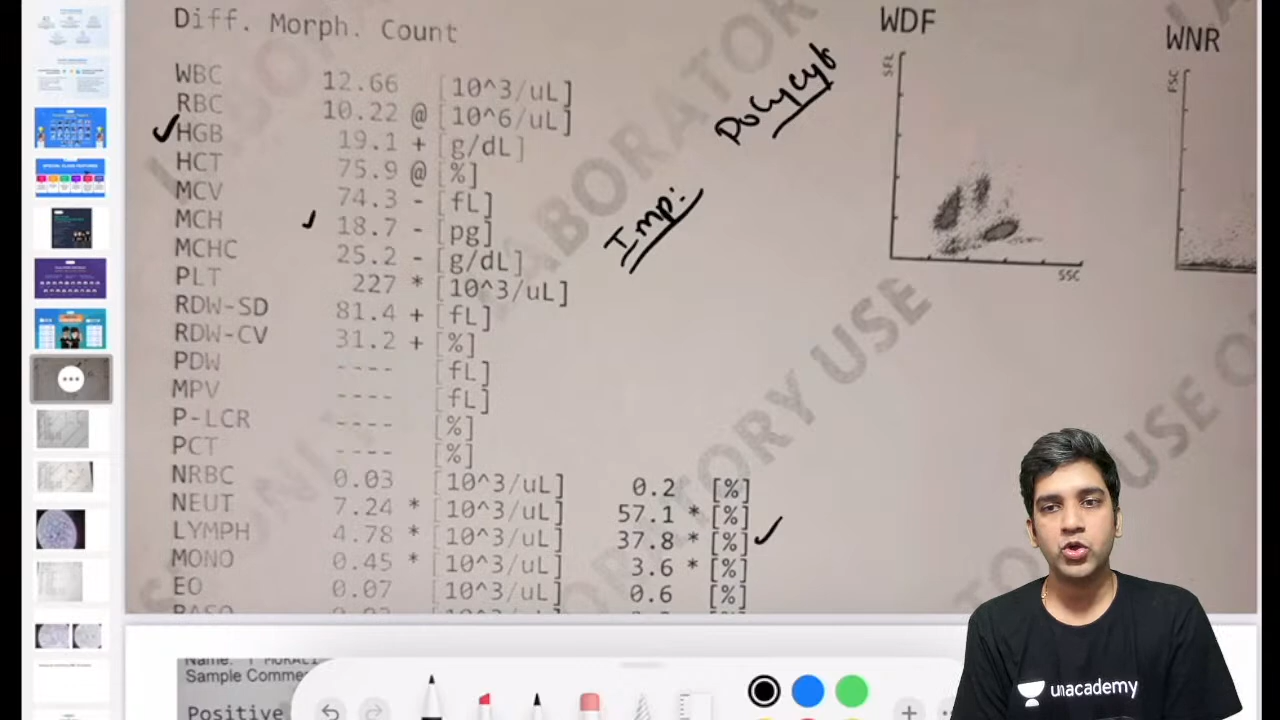 Diff. Morph. Count
WDF
WNR
WBC 12.66 [10^3/uL]
RBC 10.22 @ [10^6/uL]
HGB 19.1 + [g/dL]
HCT 75.9 @ [%]
MCV 74.3 - [fL]
MCH 18.7 - [pg]
MCHC 25.2 - [g/dL]
PLT 227 * [10^3/uL]
RDW-SD 81.4 + [fL]
RDW-CV 31.2 + [%]
PDW ---- [fL]
MPV ---- [fL]
P-LCR ---- [%]
PCT ---- [%]
NRBC 0.03 [10^3/uL] 0.2 [%]
NEUT 7.24 * [10^3/uL] 57.1 * [%]
LYMPH 4.78 * [10^3/uL] 37.8 * [%]
MONO 0.45 * [10^3/uL] 3.6 * [%]
EO 0.07 [10^3/uL] 0.6 [%]
Imp:
SFL
SSC
FSC
LABORATORY USE
USE
Sample Comme
Positive
unacademy